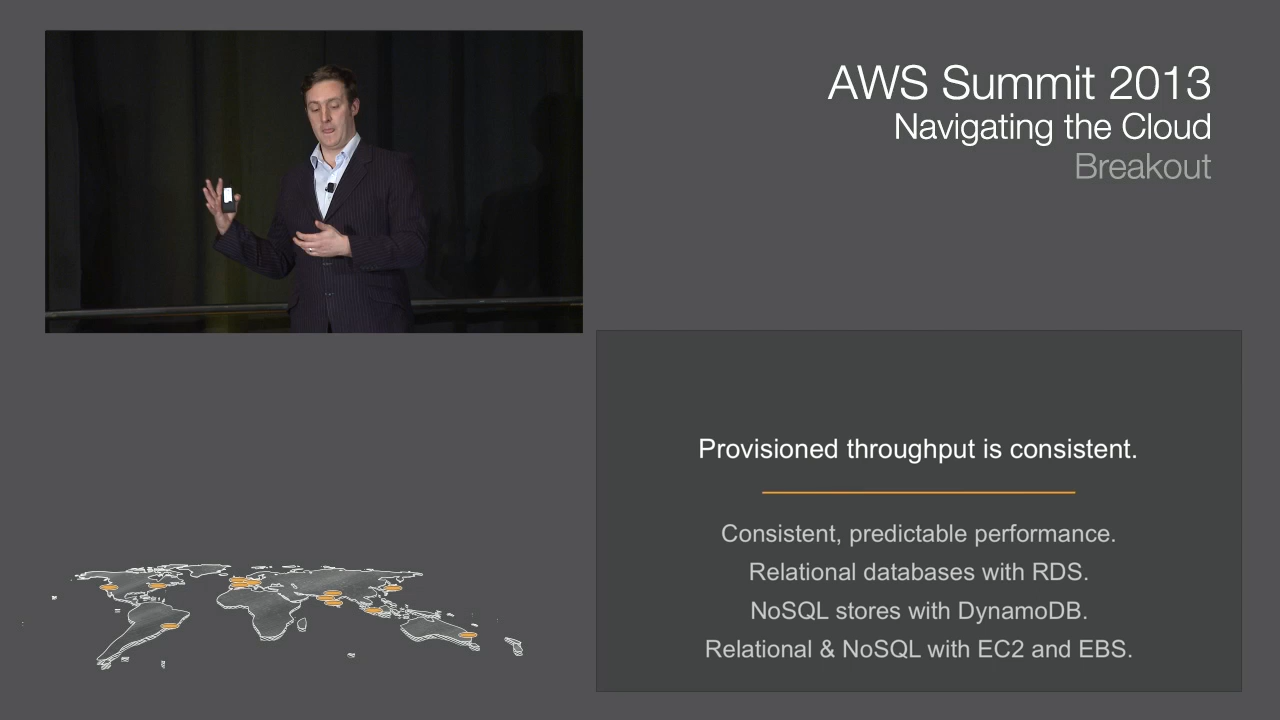 AWS Summit 2013
Navigating the Cloud
Breakout
Provisioned throughput is consistent.
Consistent, predictable performance.
Relational databases with RDS.
NoSQL stores with DynamoDB.
Relational & NoSQL with EC2 and EBS.